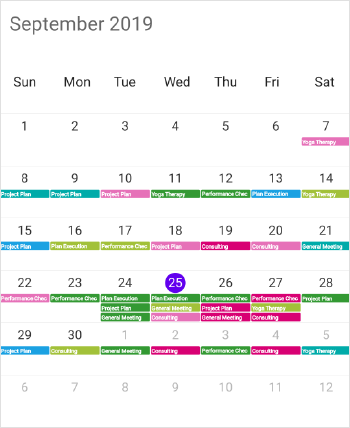 September 2019
Sun Mon Tue Wed Thu Fri Sat
1 2 3 4 5 6 7
Yoga Therapy
8 9 10 11 12 13 14
Project Plan Project Plan Project Plan Yoga Therapy Performance Chec Plan Execution Yoga Therapy
15 16 17 18 19 20 21
Project Plan Plan Execution Performance Chec Project Plan Consulting Consulting General Meeting
22 23 24 25 26 27 28
Performance Chec Performance Chec Plan Execution Plan Execution Performance Chec Performance Chec Project Plan
Project Plan General Meeting Project Plan Yoga Therapy
General Meeting Consulting General Meeting Consulting
29 30 1 2 3 4 5
Project Plan Consulting General Meeting Consulting Performance Chec Consulting Yoga Therapy
6 7 8 9 10 11 12